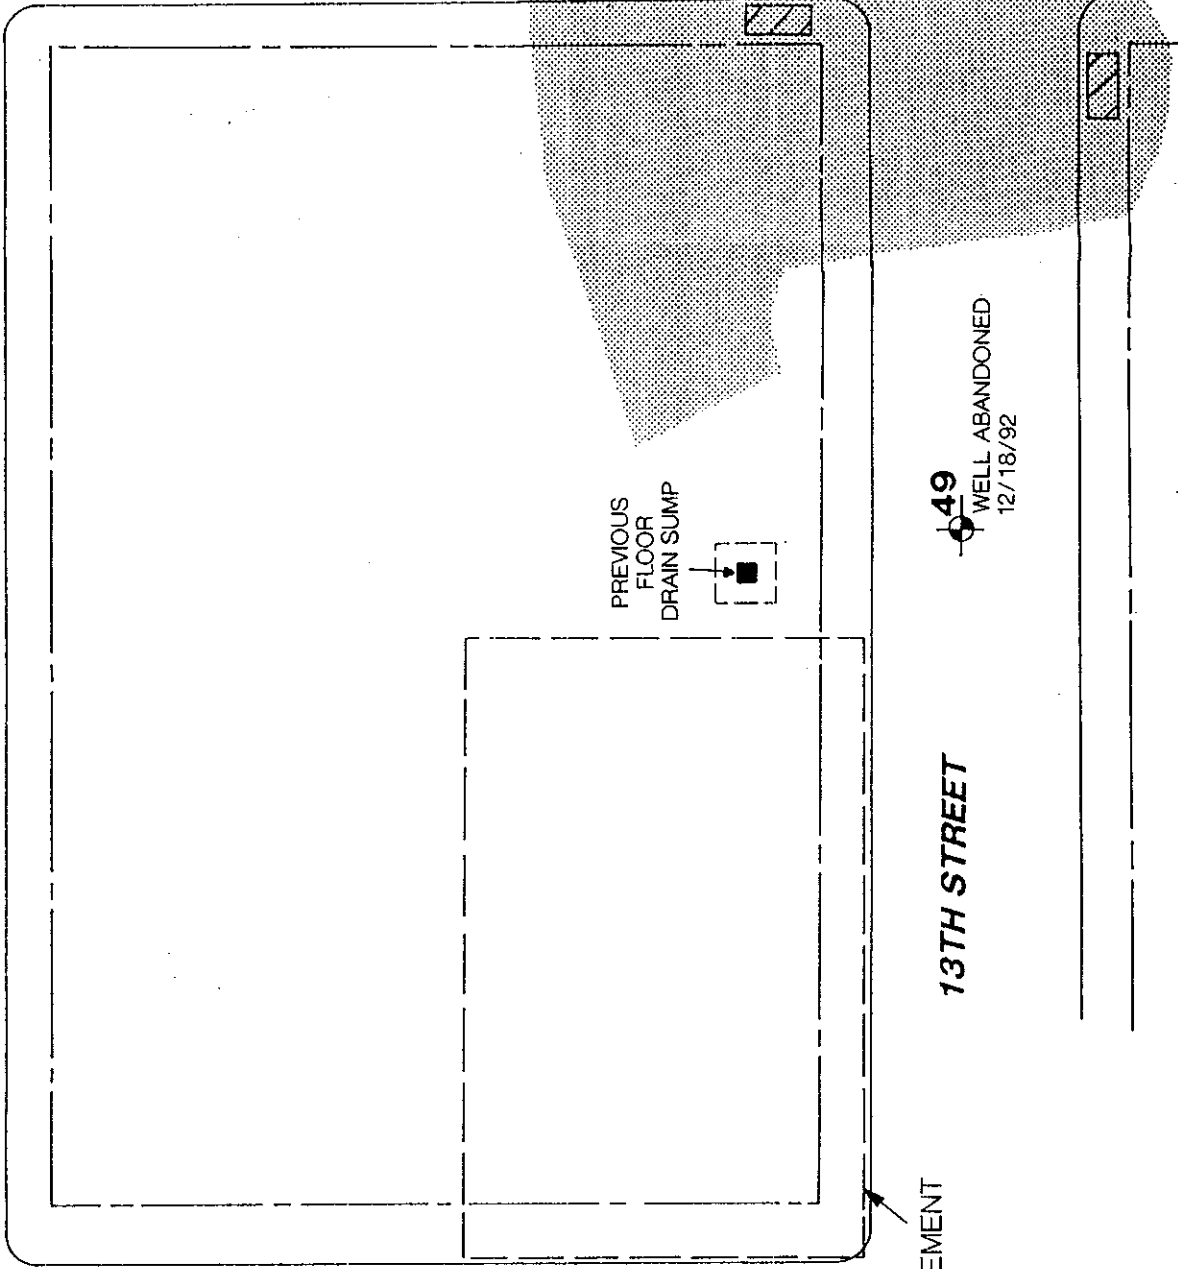 PREVIOUS
FLOOR
DRAIN SUMP
49
WELL ABANDONED
12/18/92
13TH STREET
EMENT